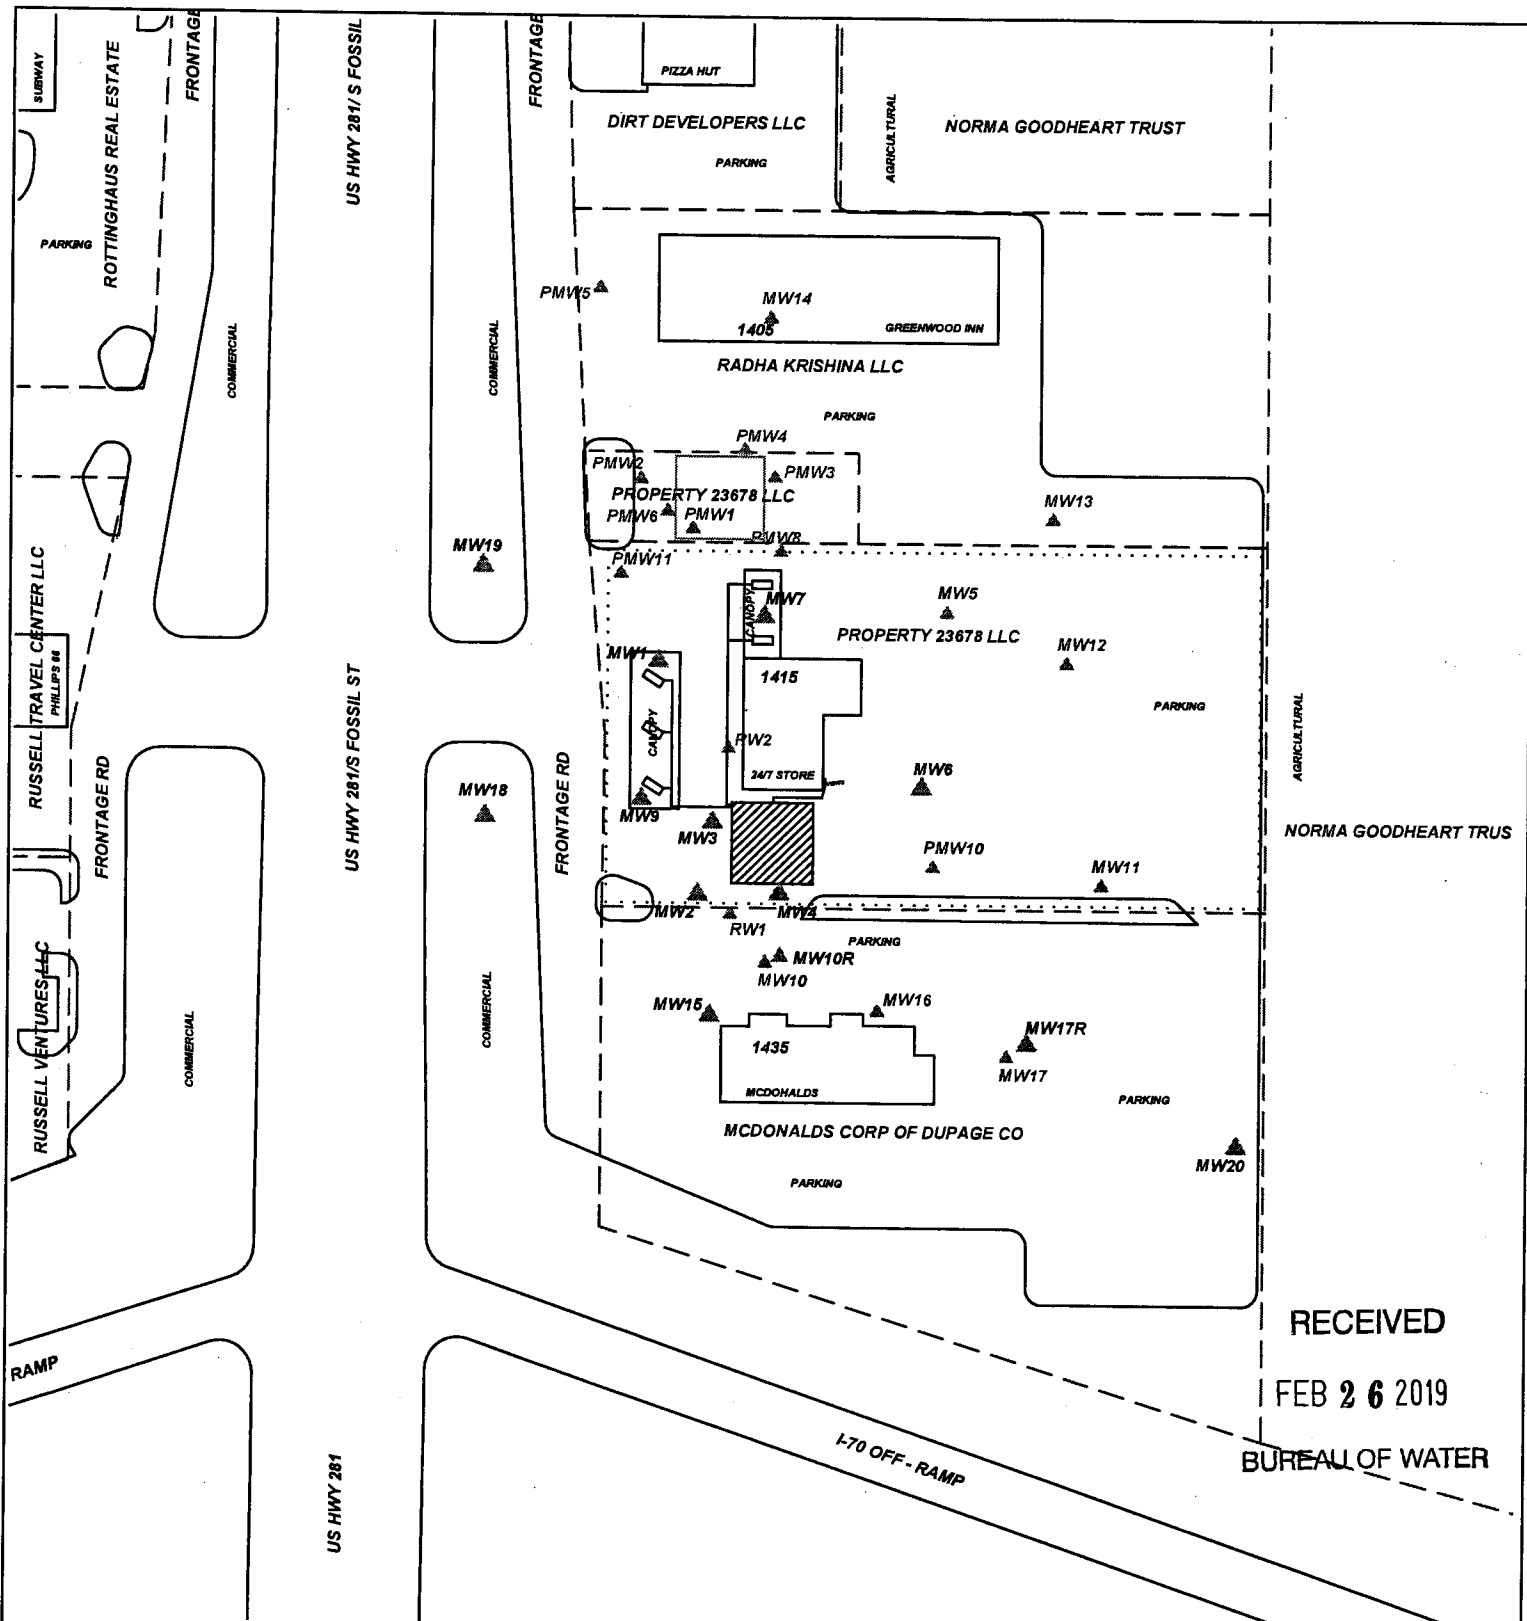 SUBWAY
ROTTINGHAUS REAL ESTATE
FRONTAGE
US HWY 281/ S FOSSIL
FRONTAGE
PIZZA HUT
DIRT DEVELOPERS LLC
PARKING
AGRICULTURAL
NORMA GOODHEART TRUST
PARKING
COMMERCIAL
COMMERCIAL
PMW5
MW14
1405
GREENWOOD INN
RADHA KRISHINA LLC
PARKING
PMW4
PMW2
PMW3
PROPERTY 23678 LLC
PMW6
PMW1
MW13
MW19
PMW8
PMW11
RUSSELL TRAVEL CENTER LLC
PHILLIPS 66
CANOPY
MW7
MW5
PROPERTY 23678 LLC
MW1
MW12
1415
PARKING
AGRICULTURAL
CANOPY
RW2
24/7 STORE
MW6
FRONTAGE RD
US HWY 281/S FOSSIL ST
MW18
FRONTAGE RD
MW9
MW3
NORMA GOODHEART TRUS
PMW10
MW11
MW2
MW4
RW1
PARKING
MW10R
MW10
RUSSELL VENTURES LLC
COMMERCIAL
COMMERCIAL
MW15
MW16
1435
MW17R
MW17
MCDOHALDS
PARKING
MCDONALDS CORP OF DUPAGE CO
MW20
PARKING
RECEIVED
FEB 26 2019
BUREAU OF WATER
RAMP
I-70 OFF - RAMP
US HWY 281